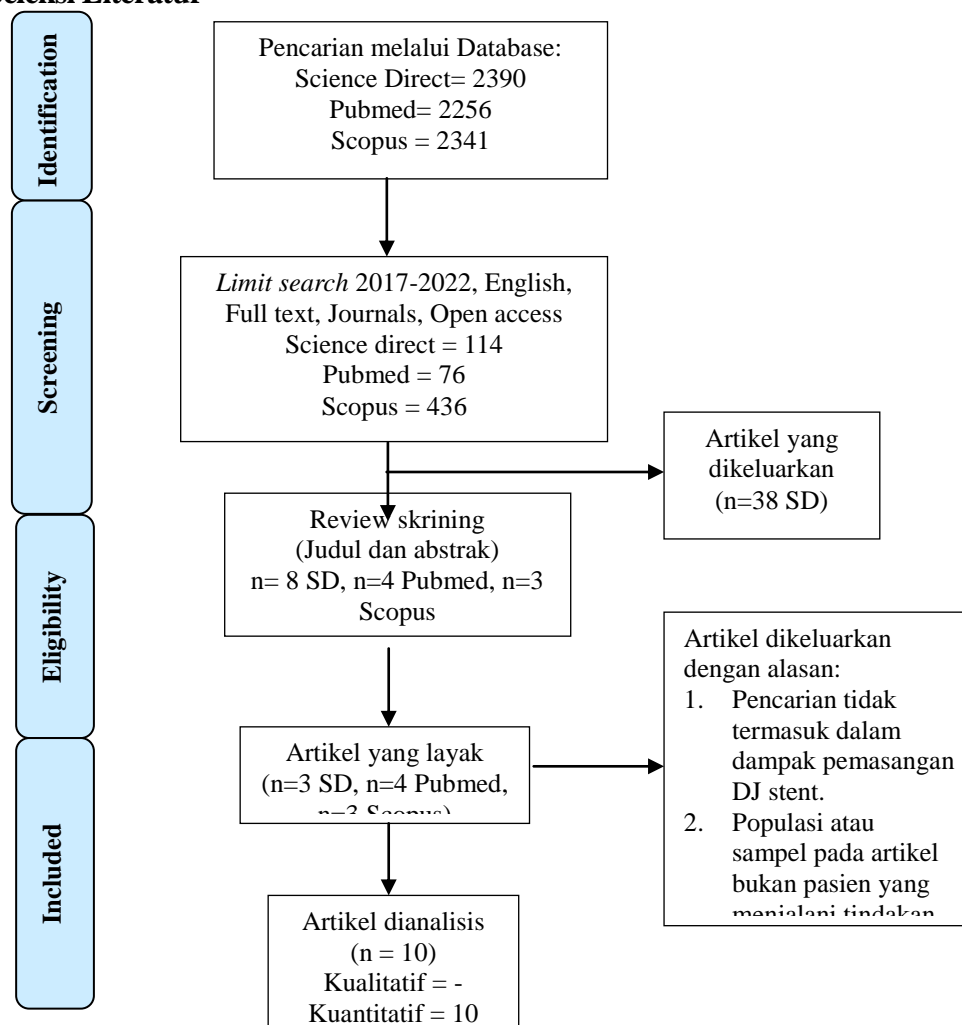 Literatur
Identification
Pencarian melalui Database:
Science Direct= 2390
Pubmed= 2256
Scopus = 2341
Screening
Limit search 2017-2022, English,
Full text, Journals, Open access
Science direct = 114
Pubmed = 76
Scopus = 436
Artikel yang
dikeluarkan
(n=38 SD)
Eligibility
Review skrining
(Judul dan abstrak)
n= 8 SD, n=4 Pubmed, n=3
Scopus
Artikel dikeluarkan
dengan alasan:
1. Pencarian tidak
termasuk dalam
dampak pemasangan
DJ stent.
2. Populasi atau
sampel pada artikel
bukan pasien yang
menjalani tindakan
Included
Artikel yang layak
(n=3 SD, n=4 Pubmed,
n=3 Scopus)
Artikel dianalisis
(n = 10)
Kualitatif = -
Kuantitatif = 10